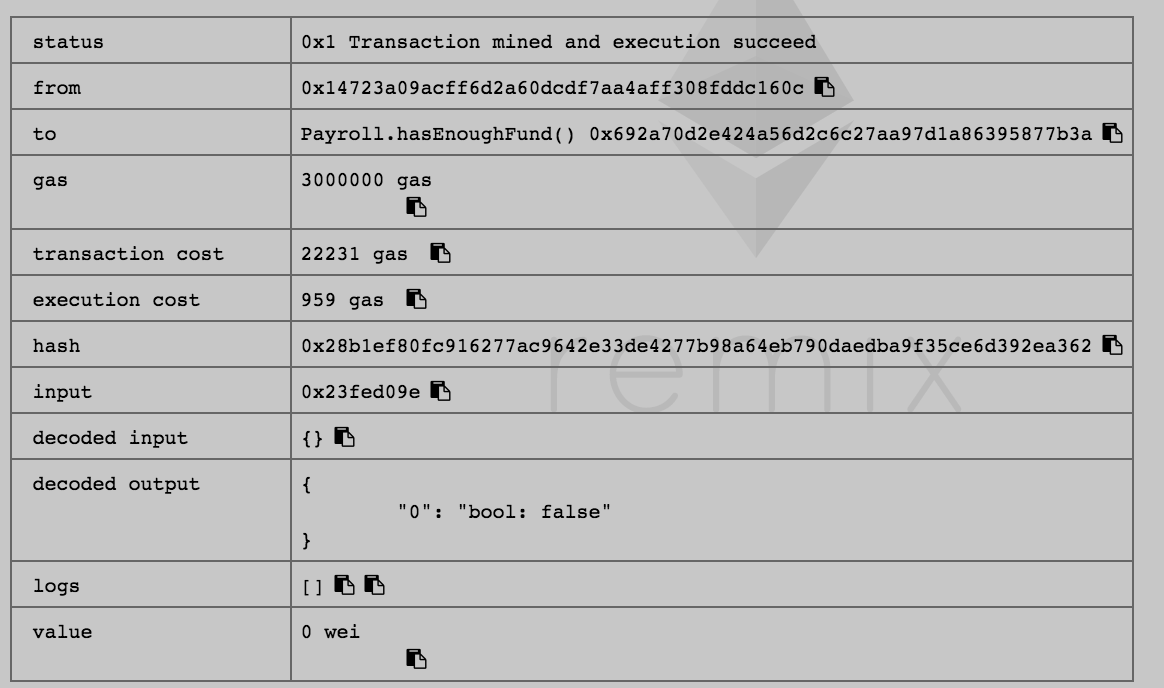 status 0x1 Transaction mined and execution succeed
from 0x14723a09acff6d2a60dcdf7aa4aff308fddc160c
to Payroll.hasEnoughFund() 0x692a70d2e424a56d2c6c27aa97d1a86395877b3a
gas 3000000 gas
transaction cost 22231 gas
execution cost 959 gas
hash 0x28b1ef80fc916277ac9642e33de4277b98a64eb790daedba9f35ce6d392ea362
remix
input 0x23fed09e
decoded input {}
decoded output {
"0": "bool: false"
}
logs []
value 0 wei